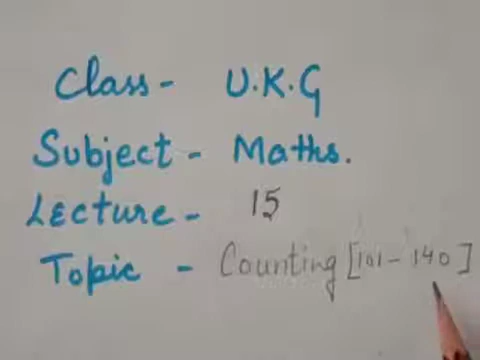 Class - U.K.G
Subject - Maths.
Lecture - 15
Topic - Counting [101 - 140]